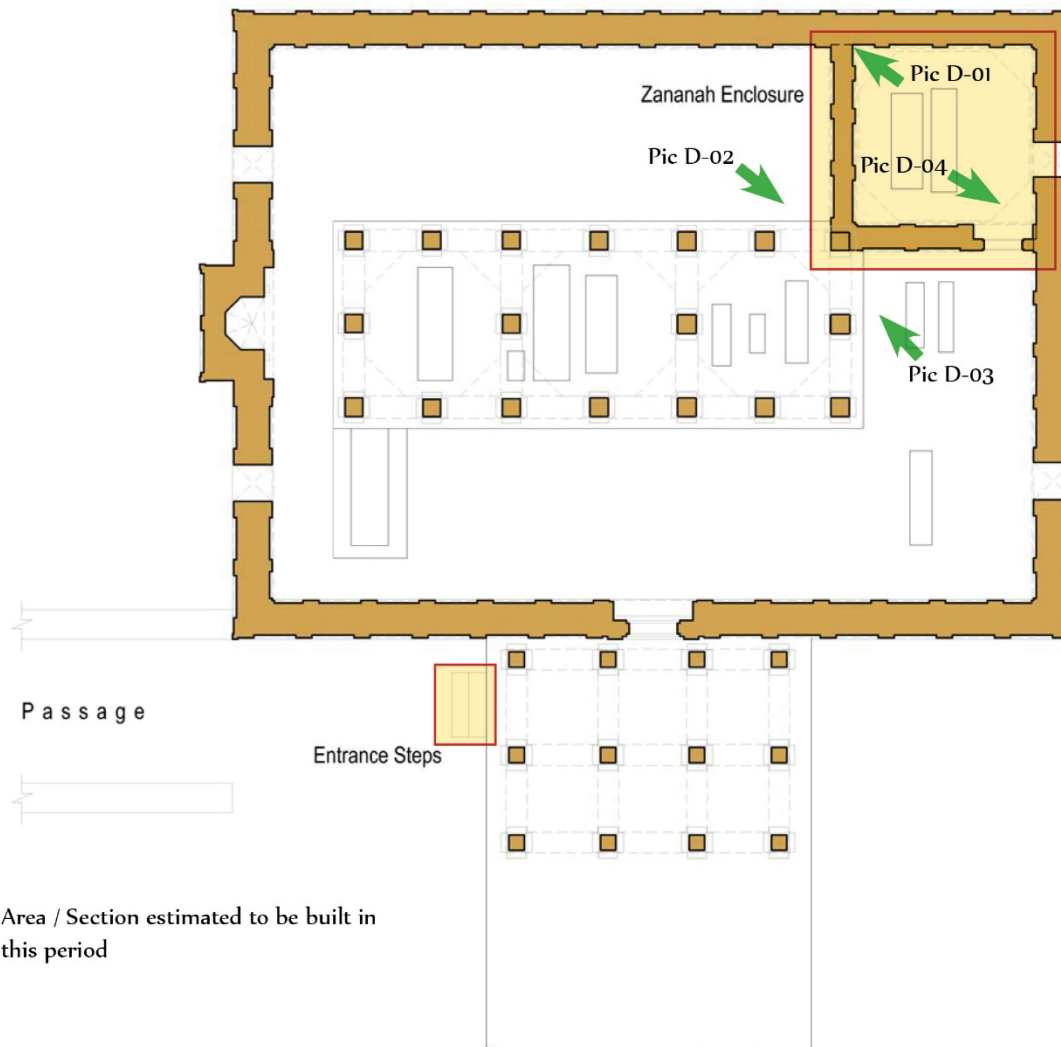 Pic D-01
Zananah Enclosure
Pic D-02
Pic D-04
Pic D-03
Passage
Entrance Steps
Area / Section estimated to be built in
this period